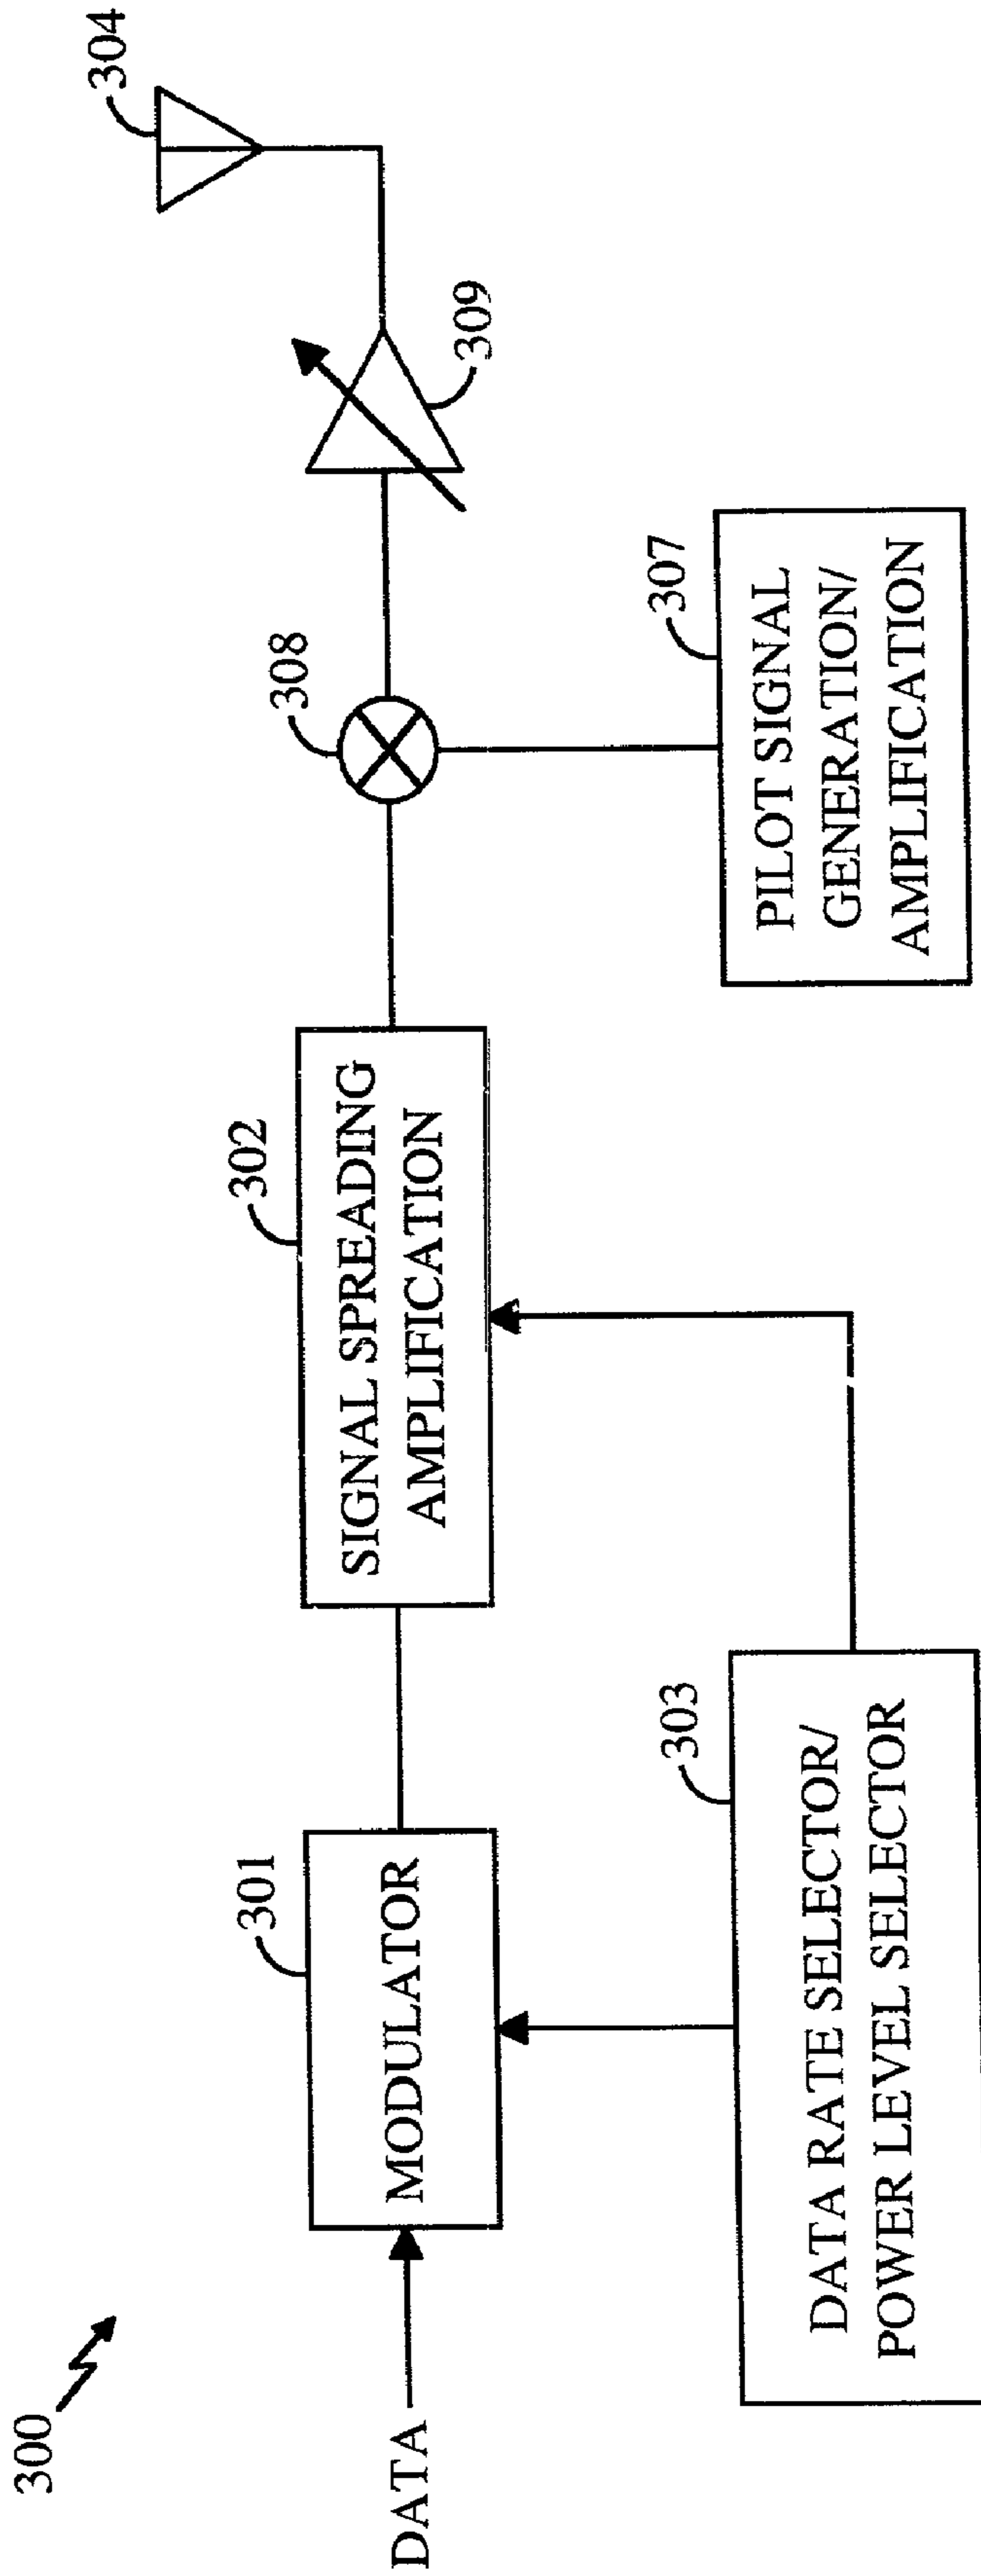 300
DATA
301
MODULATOR
302
SIGNAL SPREADING
AMPLIFICATION
308
309
304
303
DATA RATE SELECTOR/
POWER LEVEL SELECTOR
307
PILOT SIGNAL
GENERATION/
AMPLIFICATION